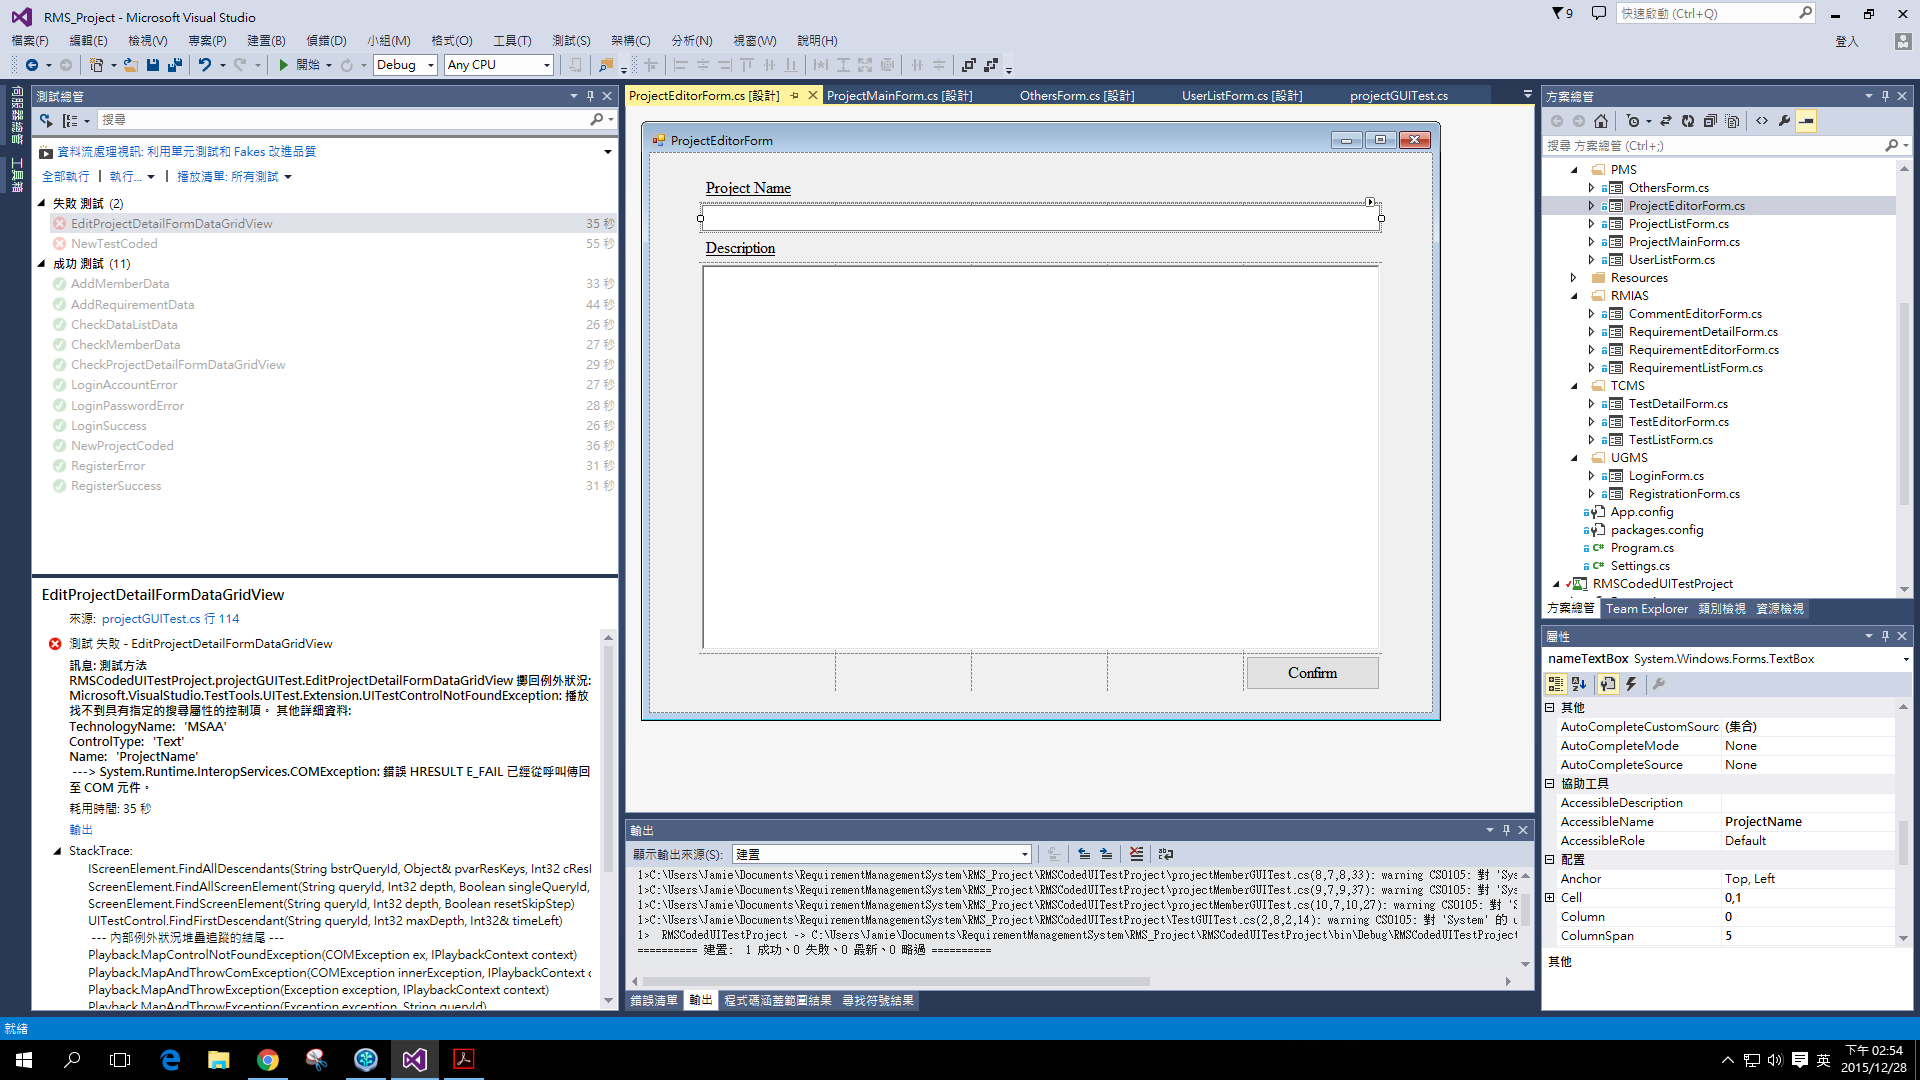 RMS_Project - Microsoft Visual Studio
9
快速啟動 (Ctrl+Q)
檔案(F)
編輯(E)
檢視(V)
專案(P)
建置(B)
偵錯(D)
小組(M)
格式(O)
工具(T)
測試(S)
架構(C)
分析(N)
視窗(W)
說明(H)
登入
開始
Debug
Any CPU
伺服器總管
工具箱
測試總管
搜尋
資料流處理視訊: 利用單元測試和 Fakes 改進品質
全部執行
執行...
播放清單: 所有測試
失敗 測試 (2)
EditProjectDetailFormDataGridView 35 秒
NewTestCoded 55 秒
成功 測試 (11)
AddMemberData 33 秒
AddRequirementData 44 秒
CheckDataListData 26 秒
CheckMemberData 27 秒
CheckProjectDetailFormDataGridView 29 秒
LoginAccountError 27 秒
LoginPasswordError 28 秒
LoginSuccess 26 秒
NewProjectCoded 36 秒
RegisterError 31 秒
RegisterSuccess 31 秒
EditProjectDetailFormDataGridView
來源: projectGUITest.cs 行 114
測試 失敗 - EditProjectDetailFormDataGridView
訊息: 測試方法
RMSCodedUITestProject.projectGUITest.EditProjectDetailFormDataGridView 擲回例外狀況:
Microsoft.VisualStudio.TestTools.UITest.Extension.UITestControlNotFoundException: 播放
找不到具有指定的搜尋屬性的控制項。 其他詳細資料:
TechnologyName: 'MSAA'
ControlType: 'Text'
Name: 'ProjectName'
---> System.Runtime.InteropServices.COMException: 錯誤 HRESULT E_FAIL 已經從呼叫傳回
至 COM 元件。
耗用時間: 35 秒
輸出
StackTrace:
IScreenElement.FindAllDescendants(String bstrQueryId, Object& pvarResKeys, Int32 cResl
ScreenElement.FindAllScreenElement(String queryId, Int32 depth, Boolean singleQueryId,
ScreenElement.FindScreenElement(String queryId, Int32 depth, Boolean resetSkipStep)
UITestControl.FindFirstDescendant(String queryId, Int32 maxDepth, Int32& timeLeft)
--- 內部例外狀況堆疊追蹤的結尾 ---
Playback.MapControlNotFoundException(COMException ex, IPlaybackContext context)
Playback.MapAndThrowComException(COMException innerException, IPlaybackContext c
Playback.MapAndThrowException(Exception exception, IPlaybackContext context)
Playback.MapAndThrowException(Exception exception, String queryId)
ProjectEditorForm.cs [設計]
ProjectMainForm.cs [設計]
OthersForm.cs [設計]
UserListForm.cs [設計]
projectGUITest.cs
ProjectEditorForm
Project Name
Description
Confirm
輸出
顯示輸出來源(S): 建置
1>C:\Users\Jamie\Documents\RequirementManagementSystem\RMS_Project\RMSCodedUITestProject\projectMemberGUITest.cs(8,7,8,33): warning CS0105: 對 'Sys
1>C:\Users\Jamie\Documents\RequirementManagementSystem\RMS_Project\RMSCodedUITestProject\projectMemberGUITest.cs(9,7,9,36): warning CS0105: 對 'Sys
1>C:\Users\Jamie\Documents\RequirementManagementSystem\RMS_Project\RMSCodedUITestProject\projectMemberGUITest.cs(10,7,10,27): warning CS0105: 對 'S
1>C:\Users\Jamie\Documents\RequirementManagementSystem\RMS_Project\RMSCodedUITestProject\TestGUITest.cs(2,8,2,14): warning CS0105: 對 'System' 的 u
1> RMSCodedUITestProject -> C:\Users\Jamie\Documents\RequirementManagementSystem\RMS_Project\RMSCodedUITestProject\bin\Debug\RMSCodedUITestProject
========== 建置: 1 成功、0 失敗、0 最新、0 略過 ==========
錯誤清單
輸出
程式碼涵蓋範圍結果
尋找符號結果
方案總管
搜尋 方案總管 (Ctrl+;)
PMS
OthersForm.cs
ProjectEditorForm.cs
ProjectListForm.cs
ProjectMainForm.cs
UserListForm.cs
Resources
RMIAS
CommentEditorForm.cs
RequirementDetailForm.cs
RequirementEditorForm.cs
RequirementListForm.cs
TCMS
TestDetailForm.cs
TestEditorForm.cs
TestListForm.cs
UGMS
LoginForm.cs
RegistrationForm.cs
App.config
packages.config
Program.cs
Settings.cs
RMSCodedUITestProject
方案總管
Team Explorer
類別檢視
資源檢視
屬性
nameTextBox System.Windows.Forms.TextBox
其他
AutoCompleteCustomSourc (集合)
AutoCompleteMode None
AutoCompleteSource None
協助工具
AccessibleDescription
AccessibleName ProjectName
AccessibleRole Default
配置
Anchor Top, Left
Cell 0,1
Column 0
ColumnSpan 5
其他
就緒
英
下午 02:54
2015/12/28